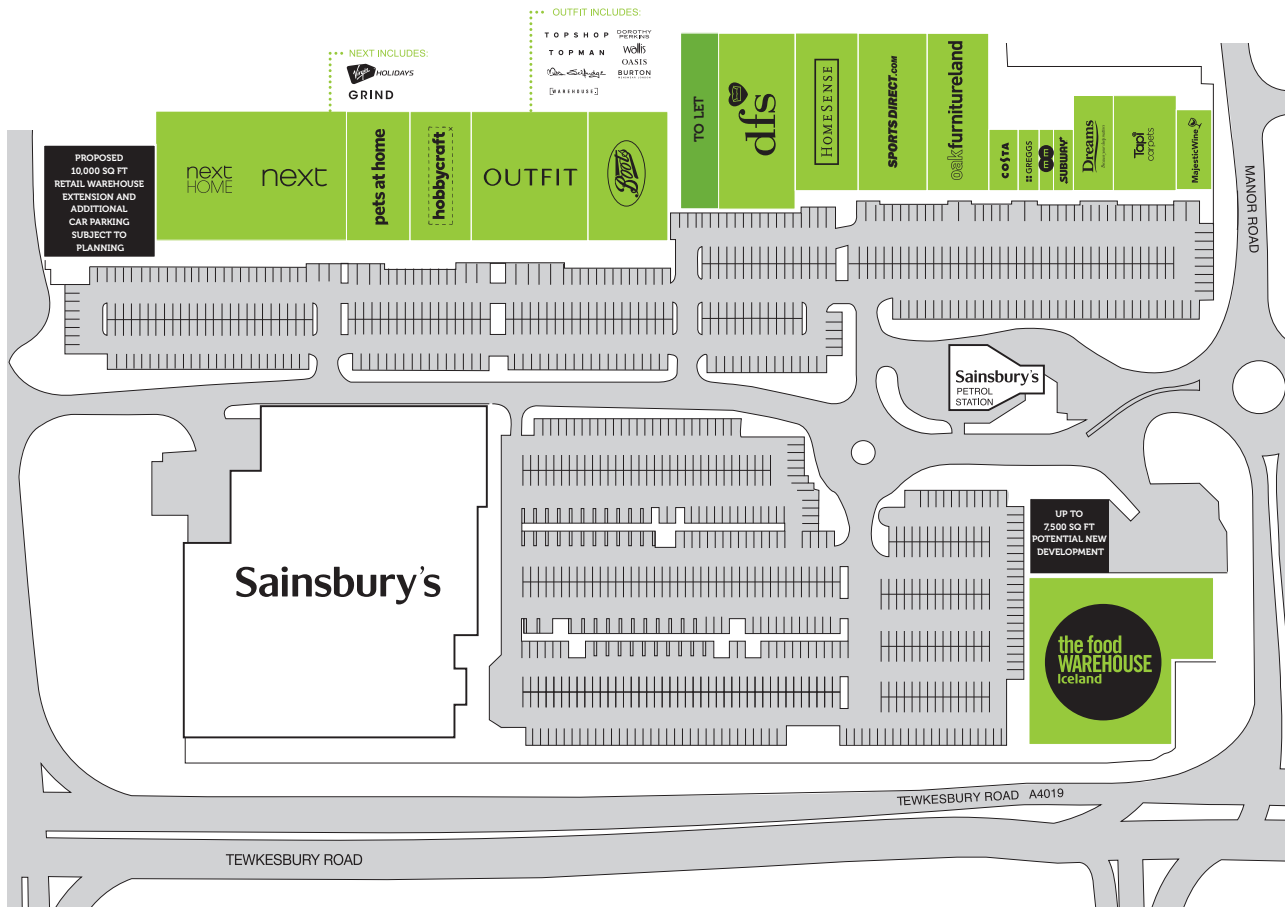 OUTFIT INCLUDES:
TOPSHOP
DOROTHY
PERKINS
TOPMAN
wallis
OASIS
Miss Selfridge
BURTON
MENSWEAR LONDON
[WAREHOUSE]
NEXT INCLUDES:
Virgin HOLIDAYS
GRIND
PROPOSED
10,000 SQ FT
RETAIL WAREHOUSE
EXTENSION AND
ADDITIONAL
CAR PARKING
SUBJECT TO
PLANNING
next
HOME
next
pets at home
hobbycraft
OUTFIT
Boots
TO LET
dfs
HOMESENSE
SPORTS DIRECT.COM
oakfurnitureland
COSTA
GREGGS
EE
SUBWAY
Dreams
Tapi
carpets
MajesticWine
MANOR ROAD
Sainsbury's
PETROL
STATION
Sainsbury's
UP TO
7,500 SQ FT
POTENTIAL NEW
DEVELOPMENT
the food
WAREHOUSE
Iceland
TEWKESBURY ROAD A4019
TEWKESBURY ROAD